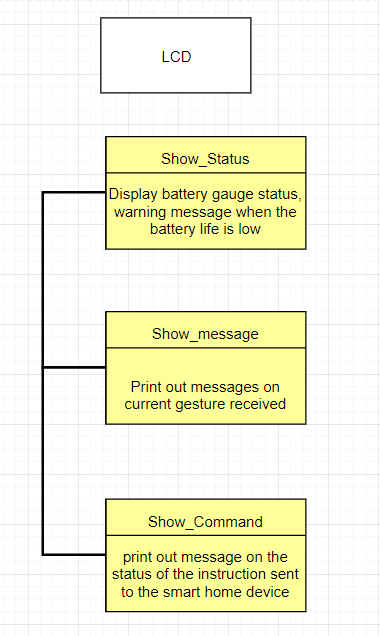 LCD
Show_Status
Display battery gauge status,
warning message when the
battery life is low
Show_message
Print out messages on
current gesture received
Show_Command
print out message on the
status of the instruction sent
to the smart home device